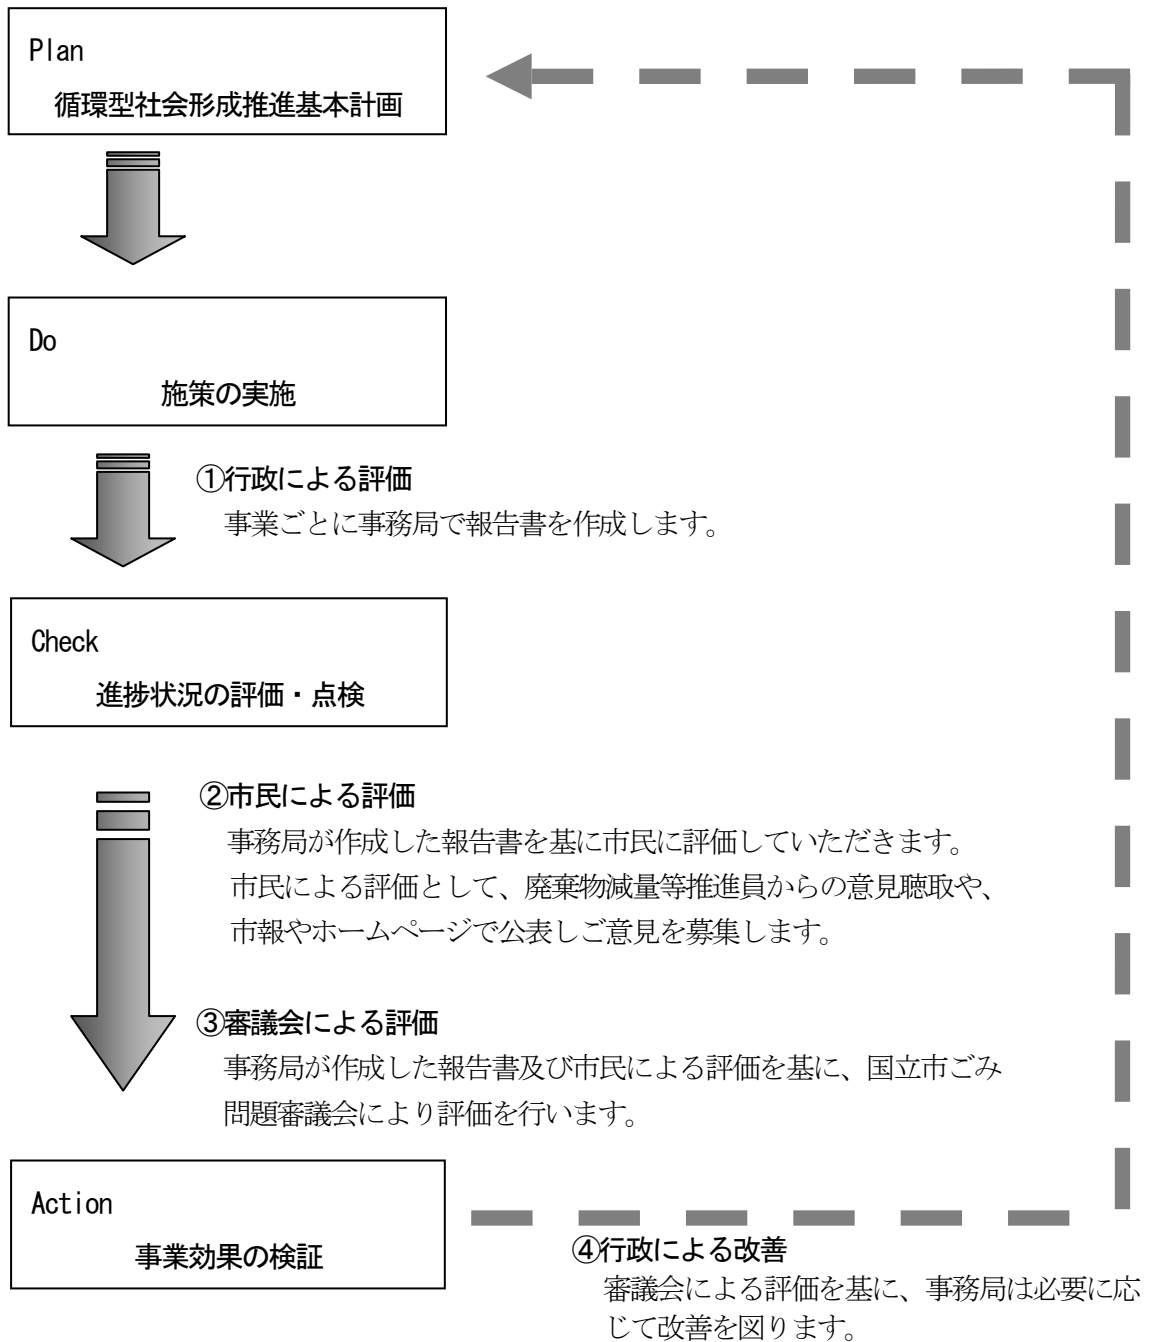 Plan
循環型社会形成推進基本計画
Do
施策の実施
①行政による評価
事業ごとに事務局で報告書を作成します。
Check
進捗状況の評価・点検
②市民による評価
事務局が作成した報告書を基に市民に評価していただきます。
市民による評価として、廃棄物減量等推進員からの意見聴取や、
市報やホームページで公表しご意見を募集します。
③審議会による評価
事務局が作成した報告書及び市民による評価を基に、国立市ごみ
問題審議会により評価を行います。
Action
事業効果の検証
④行政による改善
審議会による評価を基に、事務局は必要に応
じて改善を図ります。